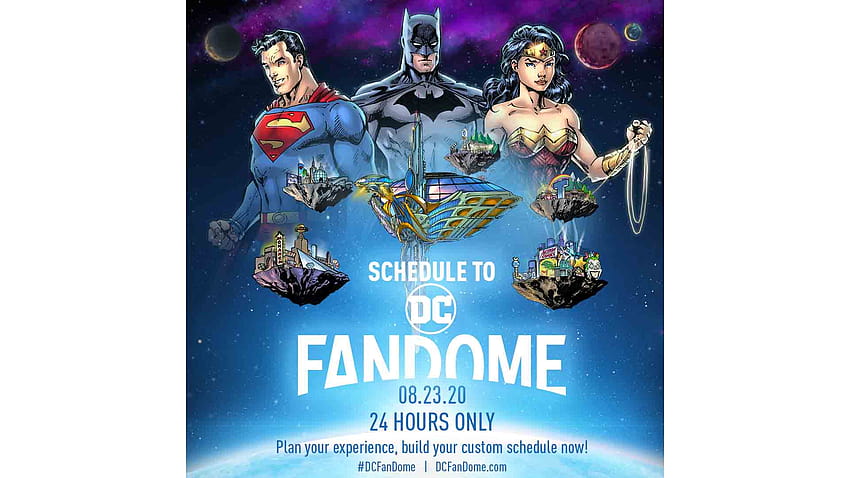 SCHEDULE TO
DC
FANDOME
08.23.20
24 HOURS ONLY
Plan your experience, build your custom schedule now!
#DCFanDome | DCFanDome.com